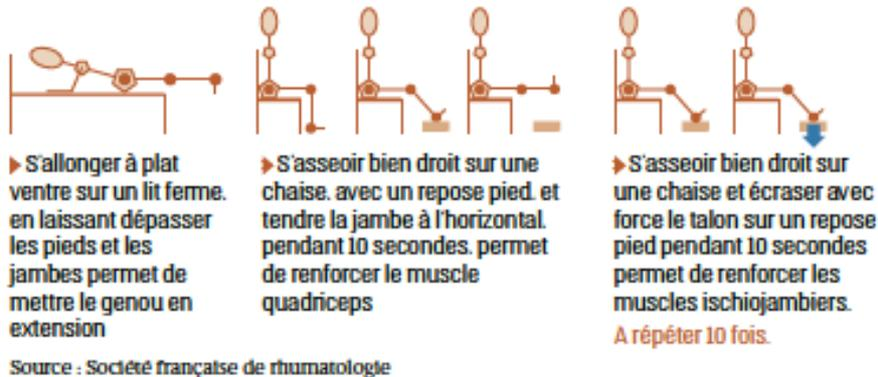 S'allonger à plat
ventre sur un lit ferme.
en laissant dépasser
les pieds et les
jambes permet de
mettre le genou en
extension
S'asseoir bien droit sur une
chaise. avec un repose pied. et
tendre la jambe à l'horizontal.
pendant 10 secondes. permet
de renforcer le muscle
quadriceps
S'asseoir bien droit sur
une chaise et écraser avec
force le talon sur un repose
pied pendant 10 secondes
permet de renforcer les
muscles ischiojambiers.
A répéter 10 fois.
Source : Société française de rhumatologie